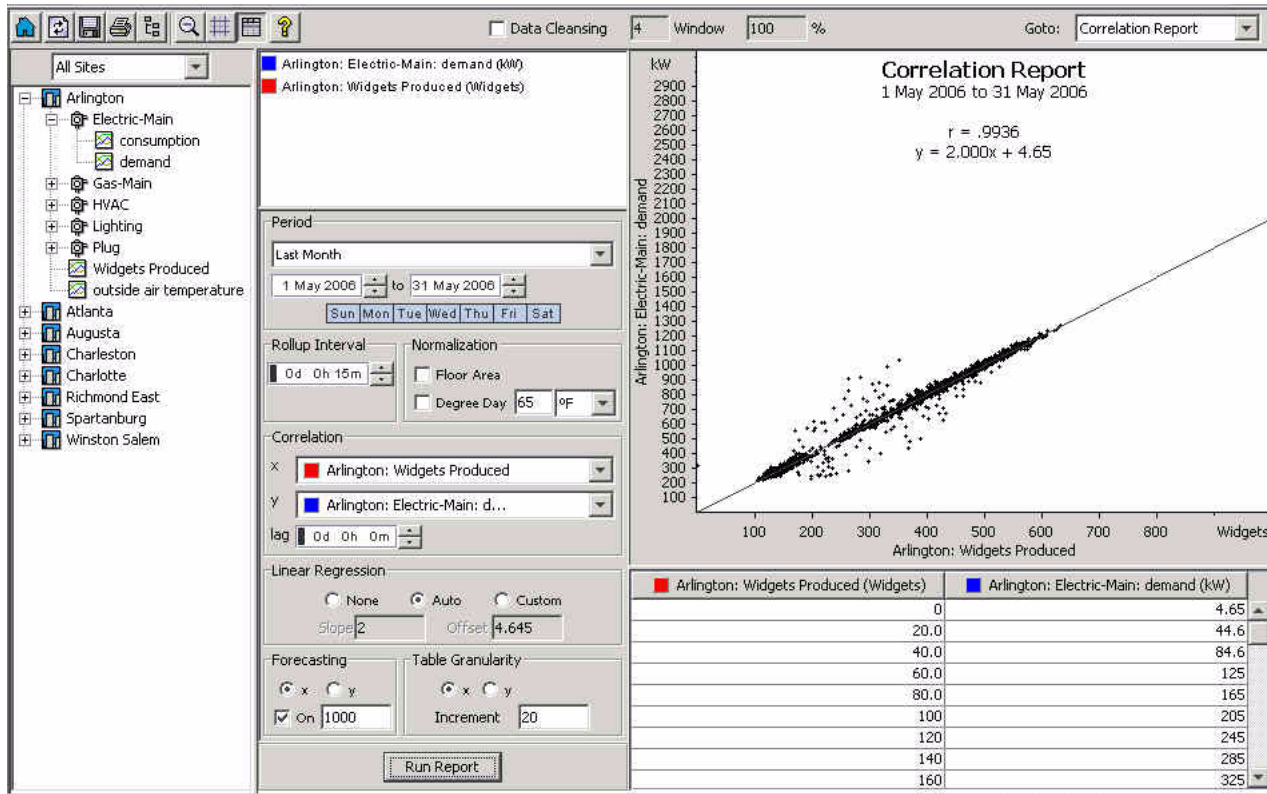 Data Cleansing 4 Window 100 % Goto: Correlation Report
All Sites
Arlington
Electric-Main
consumption
demand
Gas-Main
HVAC
Lighting
Plug
Widgets Produced
outside air temperature
Atlanta
Augusta
Charleston
Charlotte
Richmond East
Spartanburg
Winston Salem
Arlington: Electric-Main: demand (kW)
Arlington: Widgets Produced (Widgets)
Period
Last Month
1 May 2006 to 31 May 2006
Sun Mon Tue Wed Thu Fri Sat
Rollup Interval
0d 0h 15m
Normalization
Floor Area
Degree Day 65 ºF
Correlation
x Arlington: Widgets Produced
y Arlington: Electric-Main: d...
lag 0d 0h 0m
Linear Regression
None Auto Custom
Slope 2 Offset 4.645
Forecasting
x y
On 1000
Table Granularity
x y
Increment 20
Run Report
Correlation Report
1 May 2006 to 31 May 2006
r = .9936
y = 2.000x + 4.65
kW
2900
2800
2700
2600
2500
2400
2300
2200
2100
2000
1900
1800
1700
1600
1500
1400
1300
1200
1100
1000
900
800
700
600
500
400
300
200
100
Arlington: Electric-Main: demand
100 200 300 400 500 600 700 800 Widgets
Arlington: Widgets Produced
Arlington: Widgets Produced (Widgets) Arlington: Electric-Main: demand (kW)
0 4.65
20.0 44.6
40.0 84.6
60.0 125
80.0 165
100 205
120 245
140 285
160 325